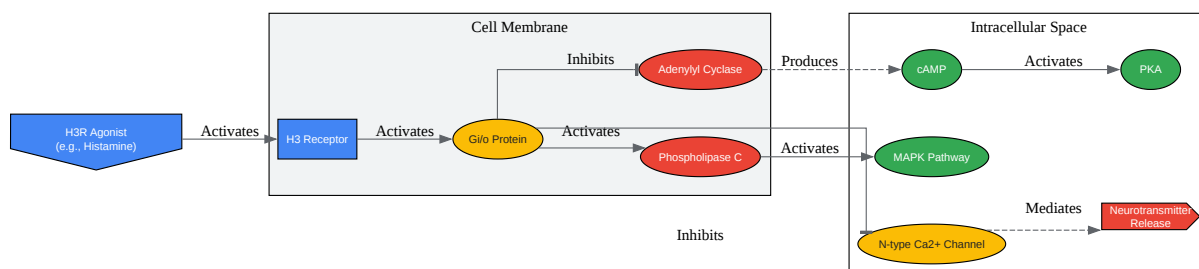 Cell Membrane
Intracellular Space
Inhibits
Adenylyl Cyclase
Produces
cAMP
Activates
PKA
H3R Agonist
(e.g., Histamine)
Activates
H3 Receptor
Activates
Gi/o Protein
Activates
Phospholipase C
Activates
MAPK Pathway
Inhibits
N-type Ca2+ Channel
Mediates
Neurotransmitter
Release